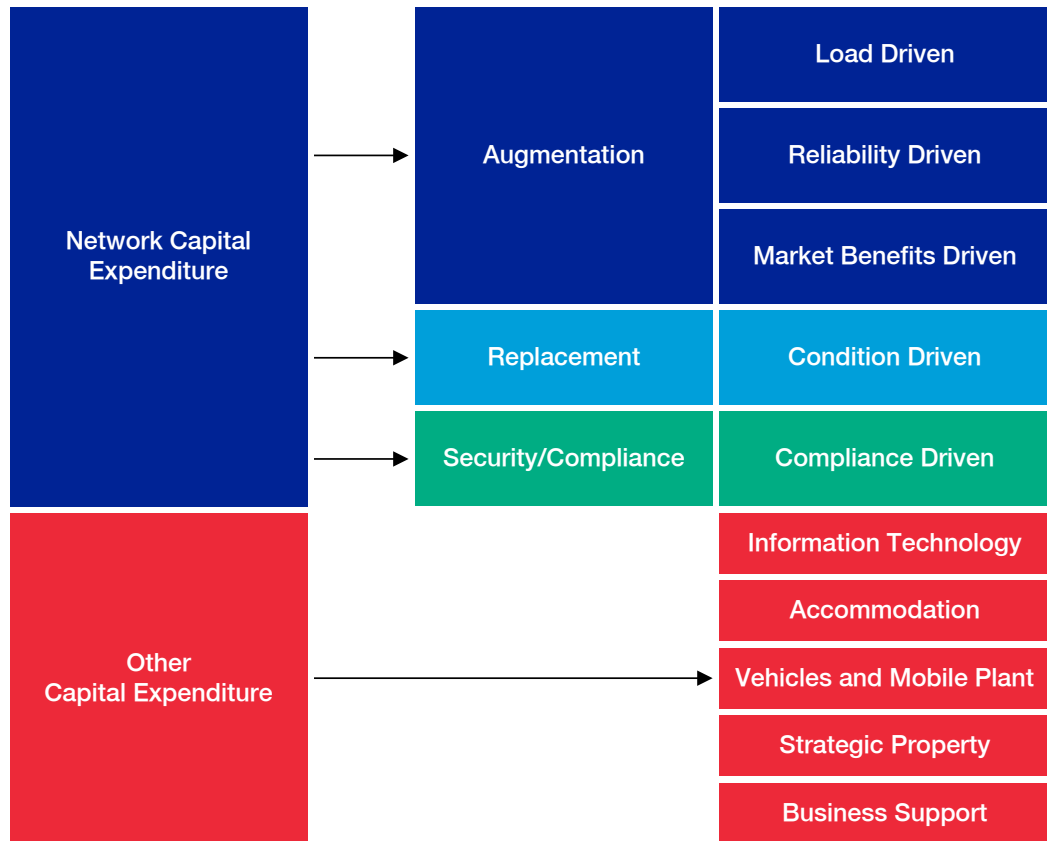 Network Capital
Expenditure
Augmentation
Load Driven
Reliability Driven
Market Benefits Driven
Replacement
Condition Driven
Security/Compliance
Compliance Driven
Other
Capital Expenditure
Information Technology
Accommodation
Vehicles and Mobile Plant
Strategic Property
Business Support